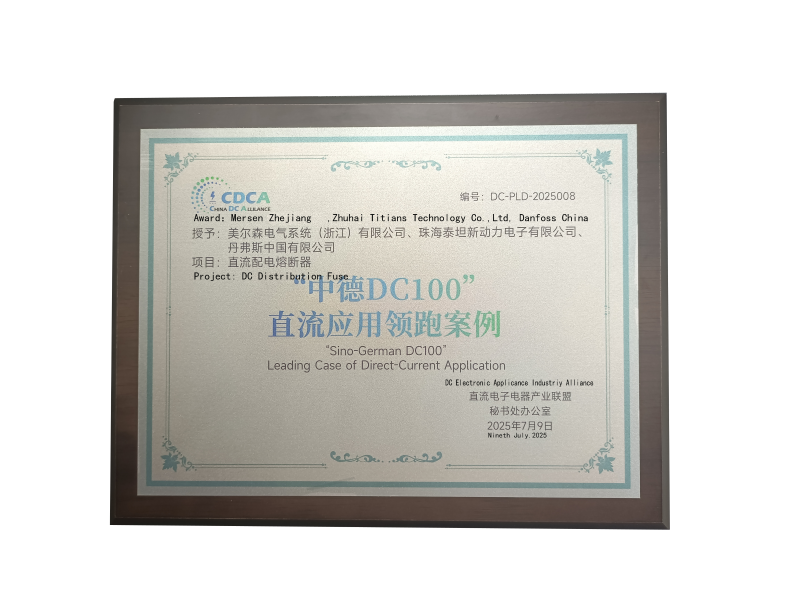 CDCA
CHINA DC ALLILANCE
编号：DC-PLD-2025008
Award: Mersen Zhejiang ,Zhuhai Titians Technology Co.,Ltd, Danfoss China
授予：美尔森电气系统（浙江）有限公司、珠海泰坦新动力电子有限公司、
丹弗斯中国有限公司
项目：直流配电熔断器
Project: DC Distribution Fuse
“中德DC100”
直流应用领跑案例
“Sino-German DC100”
Leading Case of Direct-Current Application
DC Electronic Applicance Industriy Alliance
直流电子电器产业联盟
秘书处办公室
2025年7月9日
Nineth July.2025